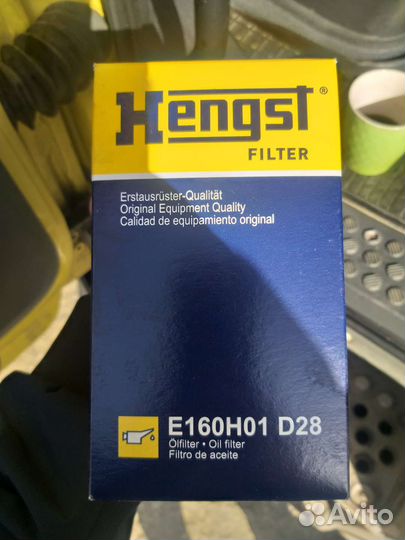 Hengst®
FILTER
Erstausrüster-Qualität
Original Equipment Quality
Calidad de equipamiento original
E160H01 D28
Ölfilter • Oil filter
Filtro de aceite
Avito